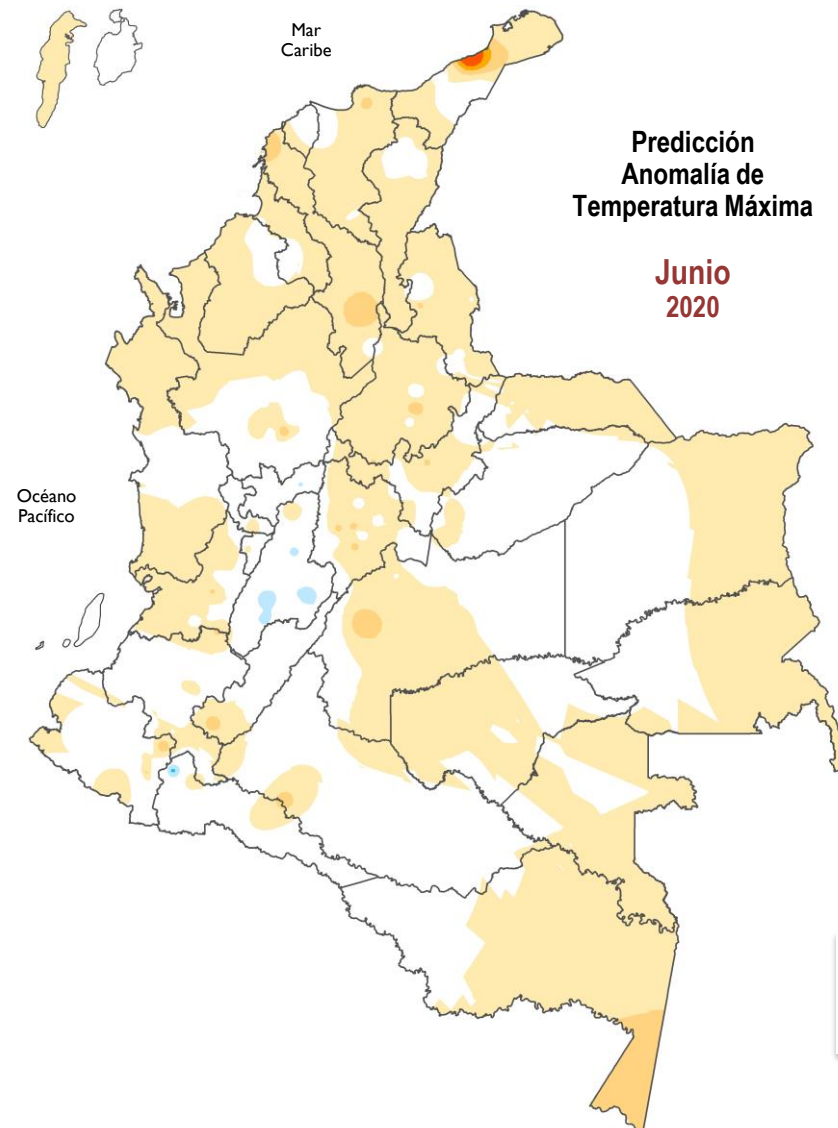 Mar
Caribe
Predicción
Anomalía de
Temperatura Máxima
Junio
2020
Océano
Pacífico